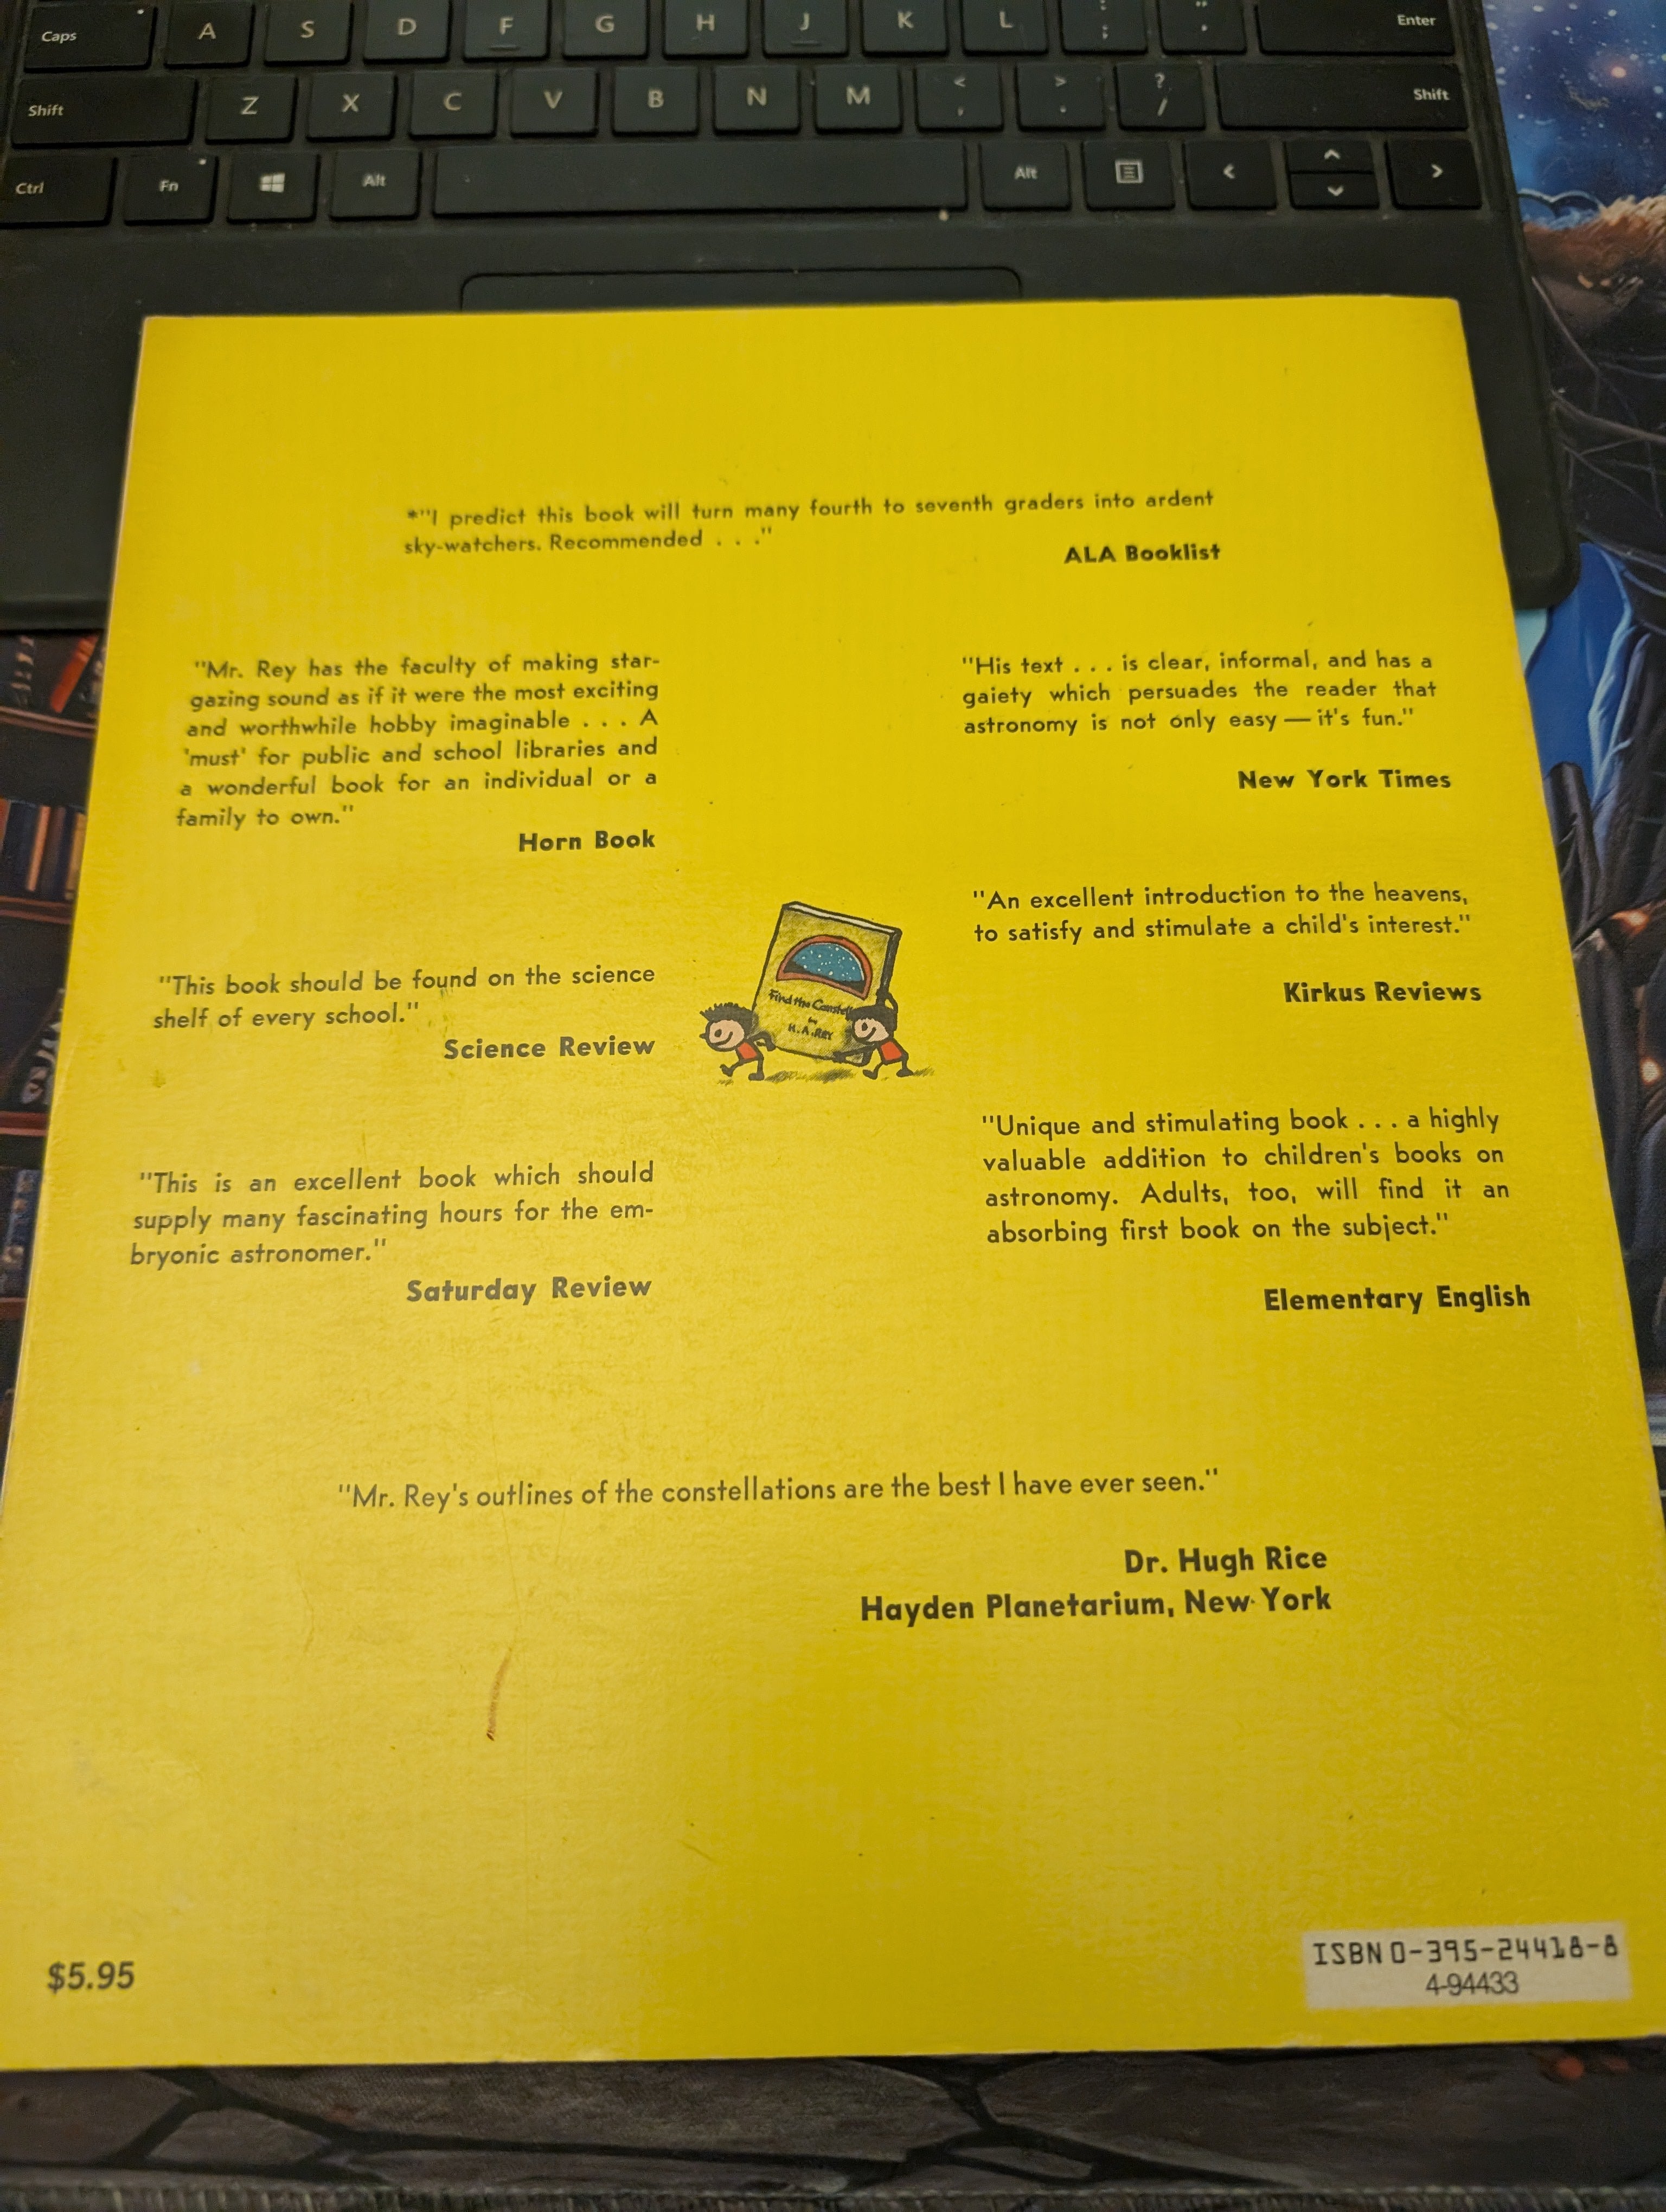 Caps A S D F G H J K L : ; " ' Enter
Shift Z X C V B N M < , > . ? / Shift
Ctrl Fn Alt Alt < >
*"I predict this book will turn many fourth to seventh graders into ardent
sky-watchers. Recommended . . ."
ALA Booklist
"Mr. Rey has the faculty of making star-
gazing sound as if it were the most exciting
and worthwhile hobby imaginable . . . A
'must' for public and school libraries and
a wonderful book for an individual or a
family to own."
Horn Book
"This book should be found on the science
shelf of every school."
Science Review
"This is an excellent book which should
supply many fascinating hours for the em-
bryonic astronomer."
Saturday Review
Find the Constell
by
H.A.REY
"His text . . . is clear, informal, and has a
gaiety which persuades the reader that
astronomy is not only easy — it's fun."
New York Times
"An excellent introduction to the heavens,
to satisfy and stimulate a child's interest."
Kirkus Reviews
"Unique and stimulating book . . . a highly
valuable addition to children's books on
astronomy. Adults, too, will find it an
absorbing first book on the subject."
Elementary English
"Mr. Rey's outlines of the constellations are the best I have ever seen."
Dr. Hugh Rice
Hayden Planetarium, New York
$5.95
ISBN 0-395-24418-8
4-94433